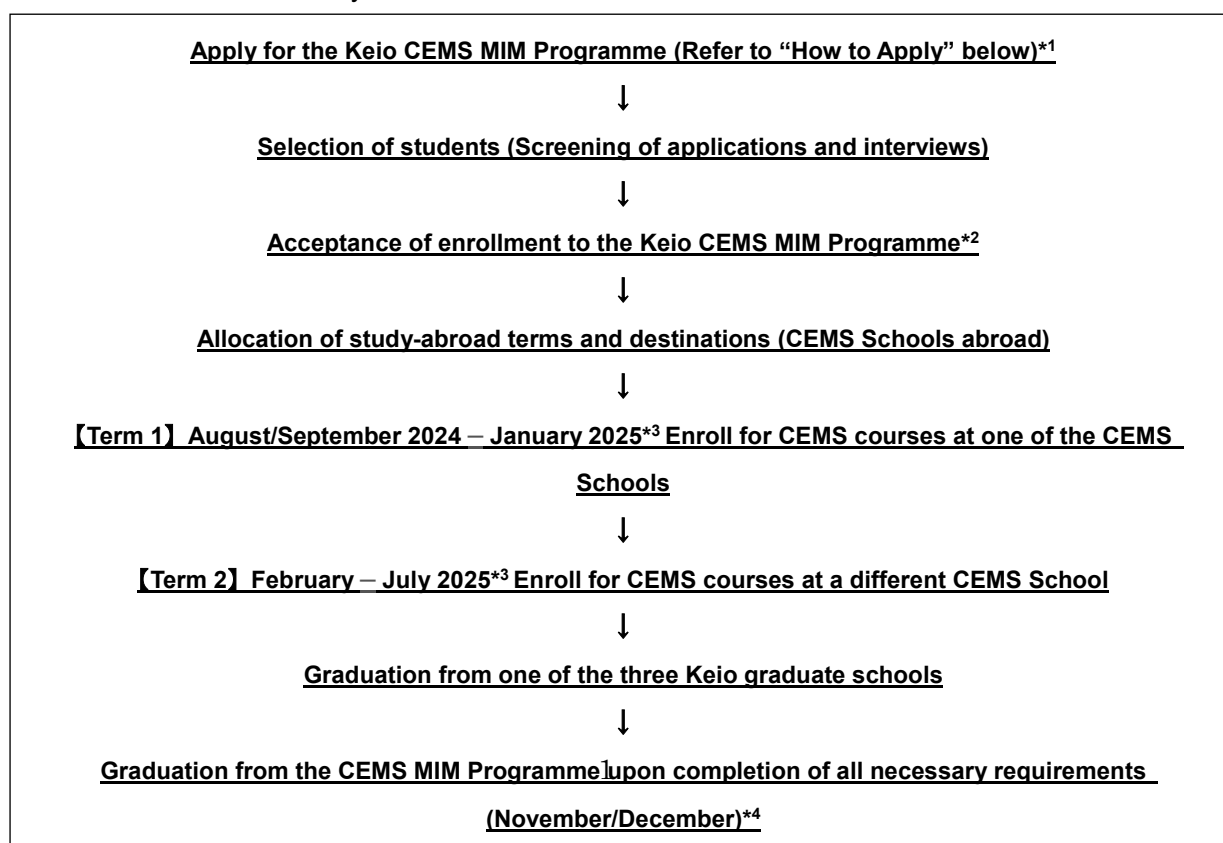 Apply for the Keio CEMS MIM Programme (Refer to “How to Apply” below)*1
↓
Selection of students (Screening of applications and interviews)
↓
Acceptance of enrollment to the Keio CEMS MIM Programme*2
↓
Allocation of study-abroad terms and destinations (CEMS Schools abroad)
↓
【Term 1】August/September 2024 – January 2025*3 Enroll for CEMS courses at one of the CEMS
Schools
↓
【Term 2】February – July 2025*3 Enroll for CEMS courses at a different CEMS School
↓
Graduation from one of the three Keio graduate schools
↓
Graduation from the CEMS MIM Programme upon completion of all necessary requirements
1
(November/December)*4